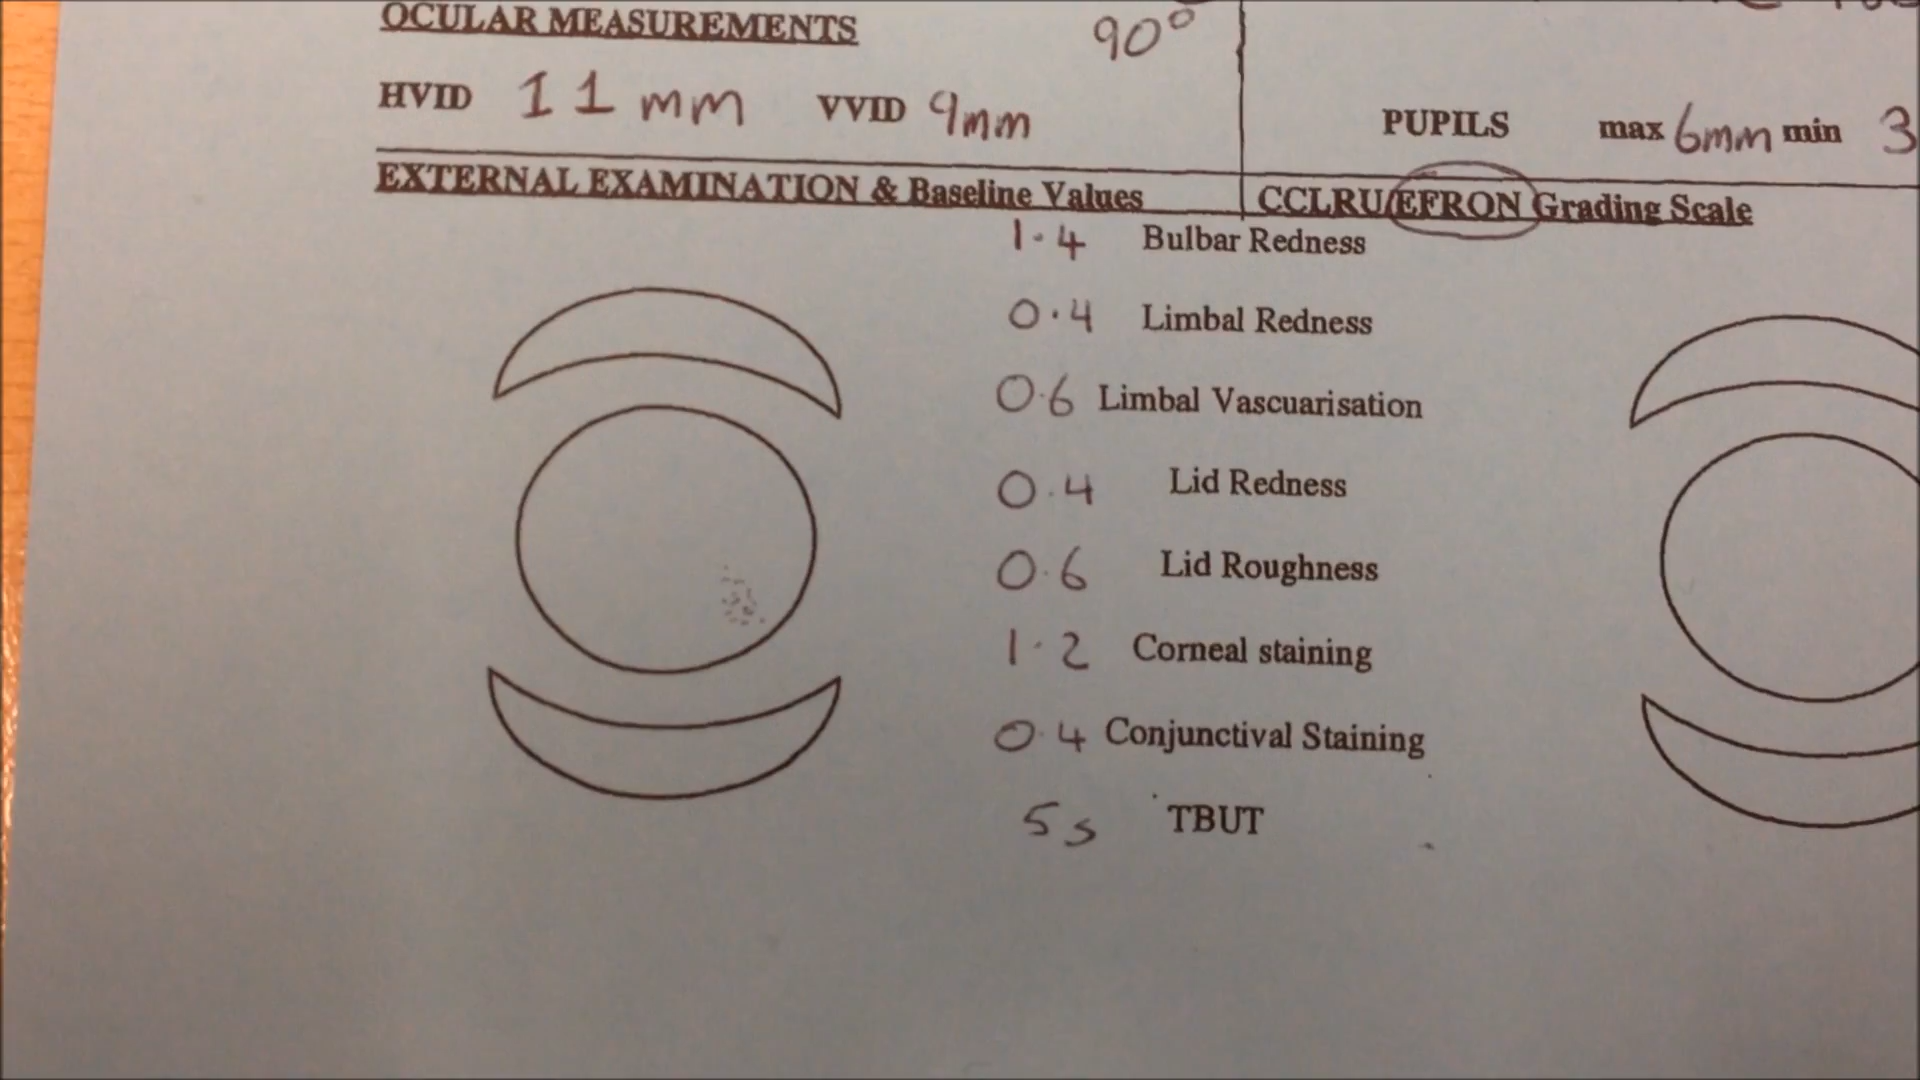 OCULAR MEASUREMENTS
90°
HVID 11 mm VVID 9mm
PUPILS max 6mm min 3
EXTERNAL EXAMINATION & Baseline Values
CCLRU/EFRON Grading Scale
1.4 Bulbar Redness
0.4 Limbal Redness
0.6 Limbal Vascuarisation
0.4 Lid Redness
0.6 Lid Roughness
1.2 Corneal staining
0.4 Conjunctival Staining
5s TBUT